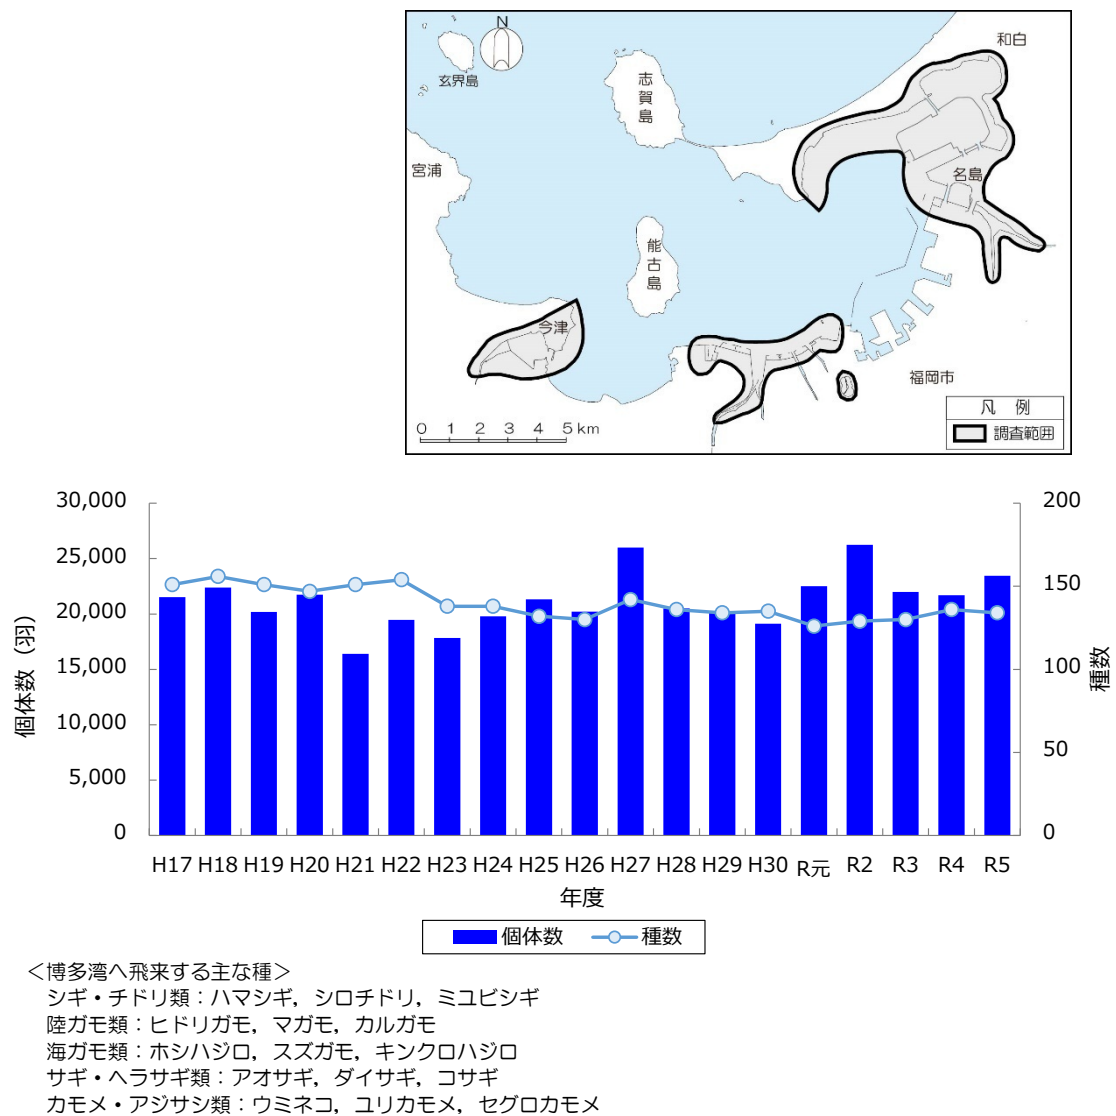 N
和白
玄界島
志賀島
宮浦
名島
能古島
今津
福岡市
凡 例
調査範囲
0 1 2 3 4 5 km
30,000
25,000
20,000
15,000
10,000
5,000
0
個体数（羽）
200
150
100
50
0
種数
H17 H18 H19 H20 H21 H22 H23 H24 H25 H26 H27 H28 H29 H30 R元 R2 R3 R4 R5
年度
個体数 種数
＜博多湾へ飛来する主な種＞
シギ・チドリ類：ハマシギ，シロチドリ，ミユビシギ
陸ガモ類：ヒドリガモ，マガモ，カルガモ
海ガモ類：ホシハジロ，スズガモ，キンクロハジロ
サギ・ヘラサギ類：アオサギ，ダイサギ，コサギ
カモメ・アジサシ類：ウミネコ，ユリカモメ，セグロカモメ